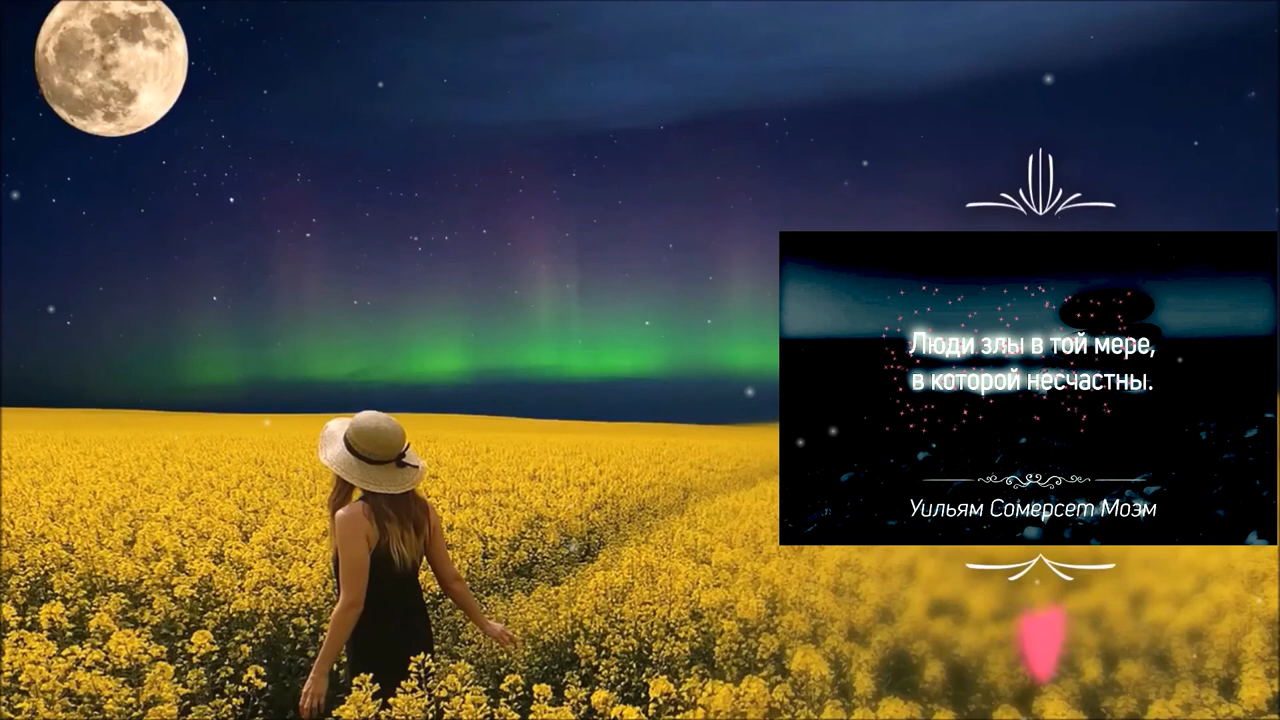 Люди злы в той мере,
в которой несчастны.
Уильям Сомерсет Моэм